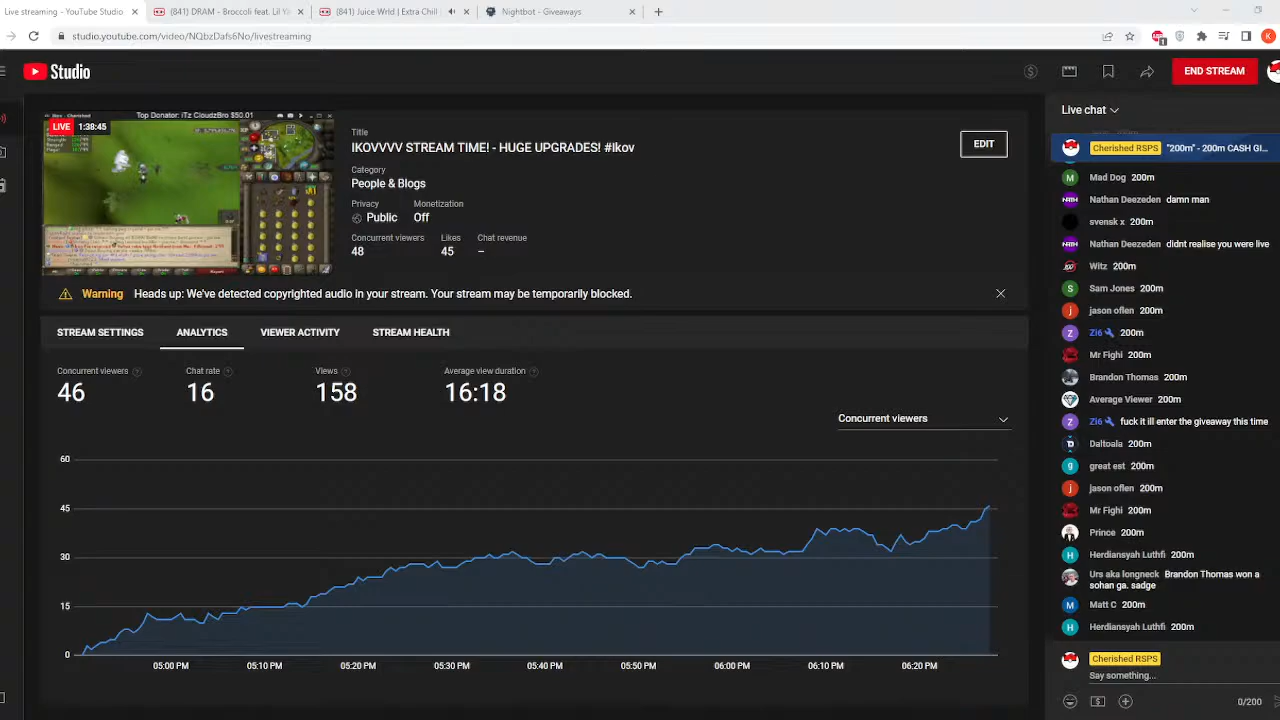 Live streaming - YouTube Studio
(841) DRAM - Broccoli feat. Lil Y
(841) Juice Wrld | Extra Chill
Nightbot - Giveaways
studio.youtube.com/video/NQbzDafs6No/livestreaming
Studio
END STREAM
Top Donator: iTz CloudzBro $50.01
LIVE 1:38:45
Title
IKOVVVV STREAM TIME! - HUGE UPGRADES! #Ikov
EDIT
Category
People & Blogs
Privacy Monetization
Public Off
Concurrent viewers Likes Chat revenue
48 45 –
Warning Heads up: We've detected copyrighted audio in your stream. Your stream may be temporarily blocked.
STREAM SETTINGS ANALYTICS VIEWER ACTIVITY STREAM HEALTH
Concurrent viewers Chat rate Views Average view duration
46 16 158 16:18
Concurrent viewers
60
45
30
15
0
05:00 PM 05:10 PM 05:20 PM 05:30 PM 05:40 PM 05:50 PM 06:00 PM 06:10 PM 06:20 PM
Live chat
Cherished RSPS "200m" - 200m CASH GI...
M Mad Dog 200m
Nathan Deezeden damn man
svensk x 200m
Nathan Deezeden didnt realise you were live
Witz 200m
S Sam Jones 200m
j jason oflen 200m
Z Zi6 200m
Mr Fighi 200m
Brandon Thomas 200m
Average Viewer 200m
Z Zi6 fuck it ill enter the giveaway this time
Daltoala 200m
g great est 200m
j jason oflen 200m
Mr Fighi 200m
Prince 200m
H Herdiansyah Luthfi 200m
Urs aka longneck Brandon Thomas won a
sohan ga. sadge
M Matt C 200m
H Herdiansyah Luthfi 200m
Cherished RSPS
Say something...
0/200